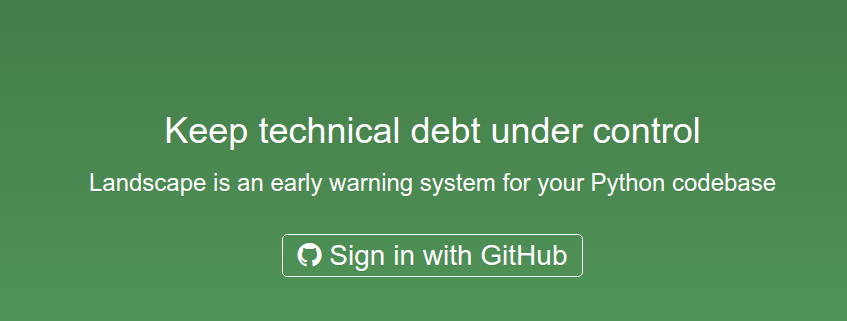 Keep technical debt under control
Landscape is an early warning system for your Python codebase
Sign in with GitHub